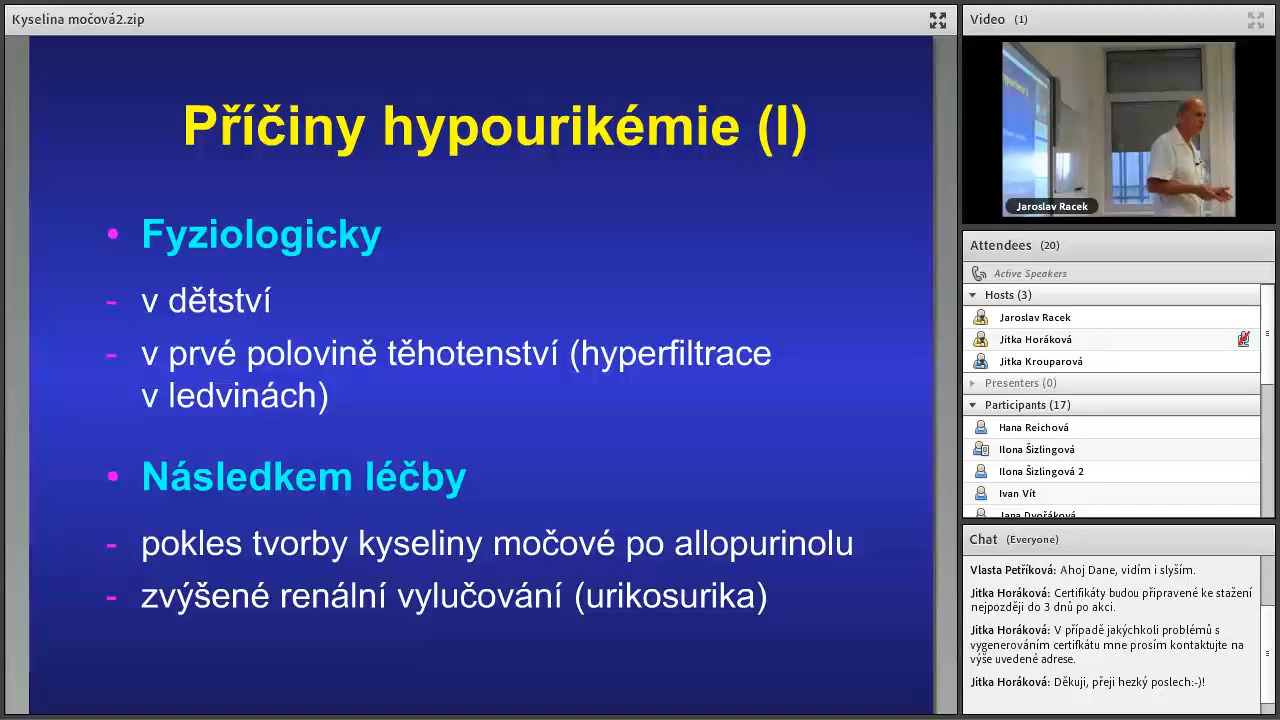 Kyselina močová2.zip
Příčiny hypourikémie (I)
• Fyziologicky
- v dětství
- v prvé polovině těhotenství (hyperfiltrace
v ledvinách)
• Následkem léčby
- pokles tvorby kyseliny močové po allopurinolu
- zvýšené renální vylučování (urikosurika)
Video (1)
Jaroslav Racek
Attendees (20)
Active Speakers
Hosts (3)
Jaroslav Racek
Jitka Horáková
Jitka Krouparová
Presenters (0)
Participants (17)
Hana Reichová
Ilona Šizlingová
Ilona Šizlingová 2
Ivan Vít
Jana Dvořáková
Chat (Everyone)
Vlasta Petříková: Ahoj Dane, vidím i slyším.
Jitka Horáková: Certifikáty budou připravené ke stažení
nejpozději do 3 dnů po akci.
Jitka Horáková: V případě jakýchkoli problémů s
vygenerováním certifkátu mne prosím kontaktujte na
výše uvedené adrese.
Jitka Horáková: Děkuji, přeji hezký poslech:-)!